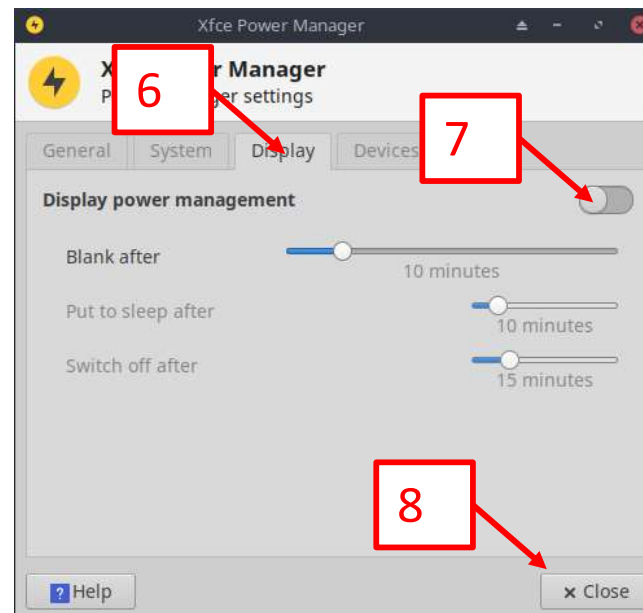 Xfce Power Manager
6
r Manager
ger settings
7
General System Display Devices
Display power management
Blank after
10 minutes
Put to sleep after
10 minutes
Switch off after
15 minutes
8
? Help
× Close